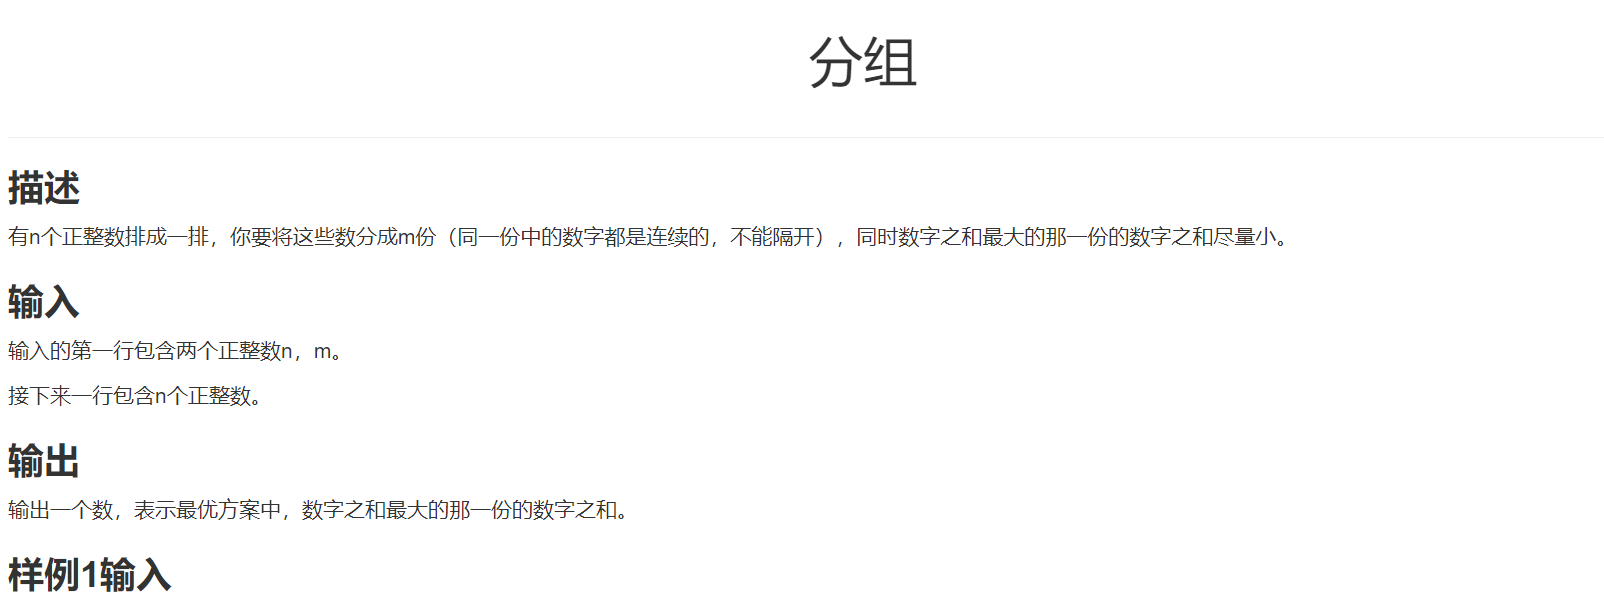 分组
描述
有n个正整数排成一排，你要将这些数分成m份（同一份中的数字都是连续的，不能隔开），同时数字之和最大的那一份的数字之和尽量小。
输入
输入的第一行包含两个正整数n，m。
接下来一行包含n个正整数。
输出
输出一个数，表示最优方案中，数字之和最大的那一份的数字之和。
样例1输入